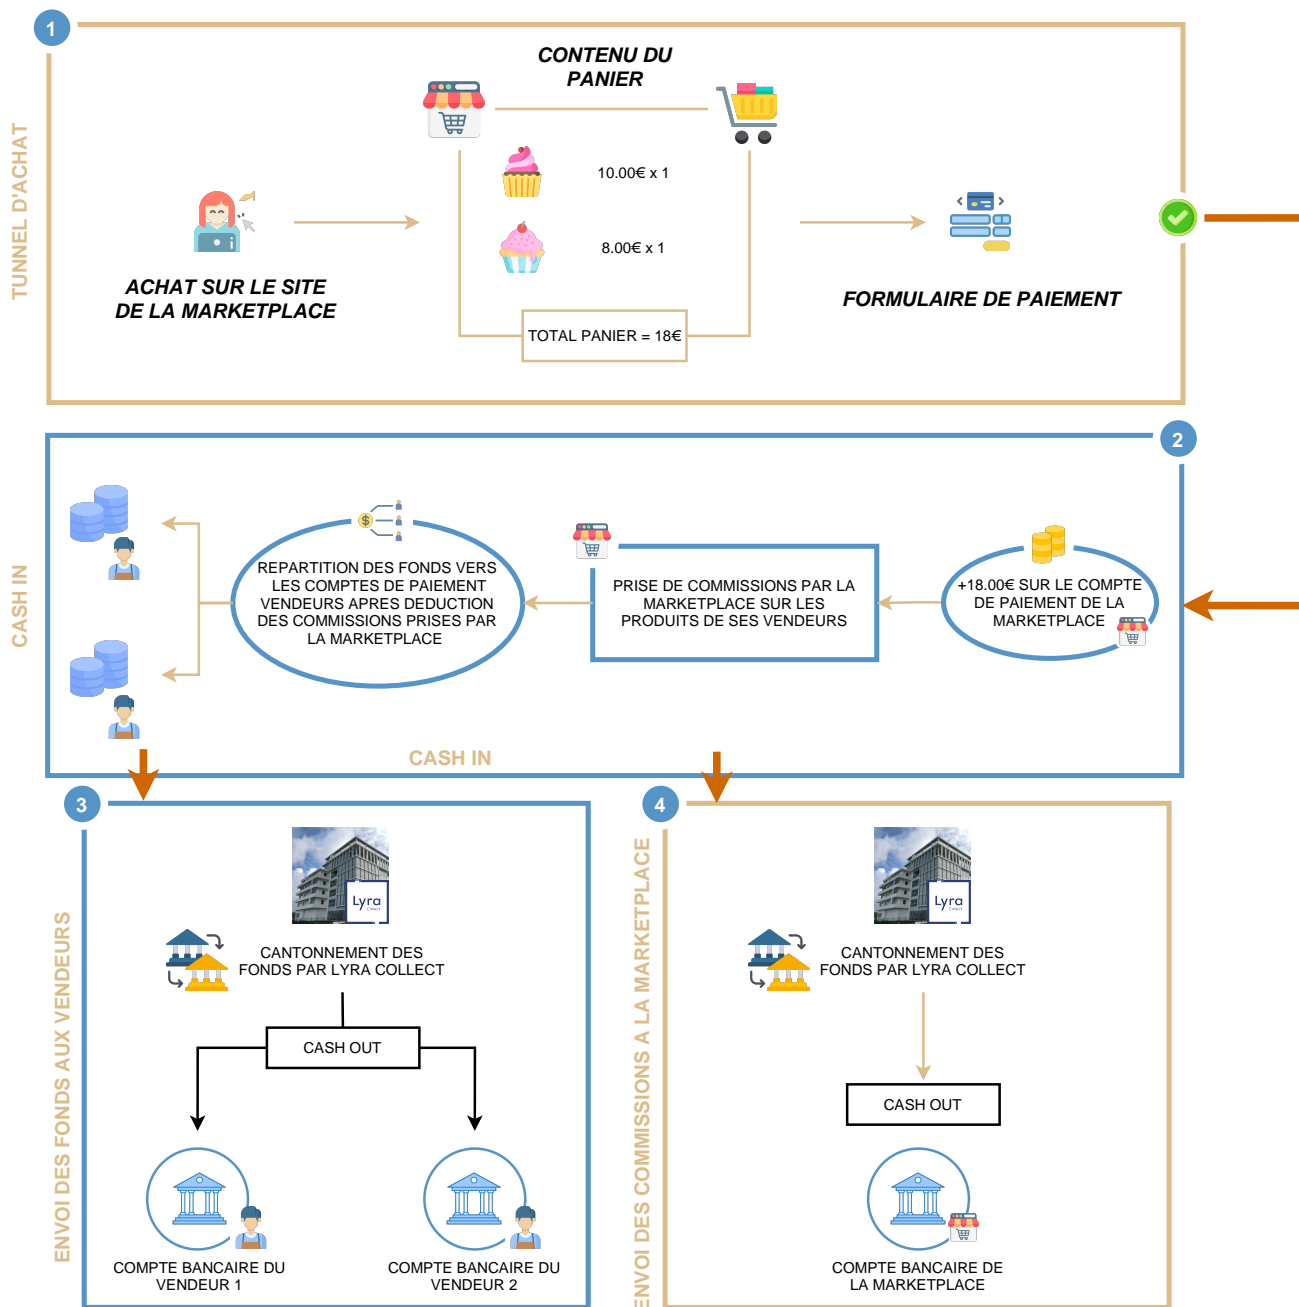 1
TUNNEL D'ACHAT
CONTENU DU
PANIER
10.00€ x 1
8.00€ x 1
TOTAL PANIER = 18€
ACHAT SUR LE SITE
DE LA MARKETPLACE
FORMULAIRE DE PAIEMENT
2
CASH IN
+18.00€ SUR LE COMPTE
DE PAIEMENT DE LA
MARKETPLACE
PRISE DE COMMISSIONS PAR LA
MARKETPLACE SUR LES
PRODUITS DE SES VENDEURS
REPARTITION DES FONDS VERS
LES COMPTES DE PAIEMENT
VENDEURS APRES DEDUCTION
DES COMMISSIONS PRISES PAR
LA MARKETPLACE
CASH IN
3
ENVOI DES FONDS AUX VENDEURS
Lyra
Collect
CANTONNEMENT DES
FONDS PAR LYRA COLLECT
CASH OUT
COMPTE BANCAIRE DU
VENDEUR 1
COMPTE BANCAIRE DU
VENDEUR 2
4
ENVOI DES COMMISSIONS A LA MARKETPLACE
Lyra
Collect
CANTONNEMENT DES
FONDS PAR LYRA COLLECT
CASH OUT
COMPTE BANCAIRE DE
LA MARKETPLACE